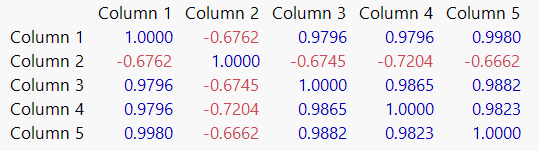 Column 1 Column 2 Column 3 Column 4 Column 5
Column 1 1.0000 -0.6762 0.9796 0.9796 0.9980
Column 2 -0.6762 1.0000 -0.6745 -0.7204 -0.6662
Column 3 0.9796 -0.6745 1.0000 0.9865 0.9882
Column 4 0.9796 -0.7204 0.9865 1.0000 0.9823
Column 5 0.9980 -0.6662 0.9882 0.9823 1.0000